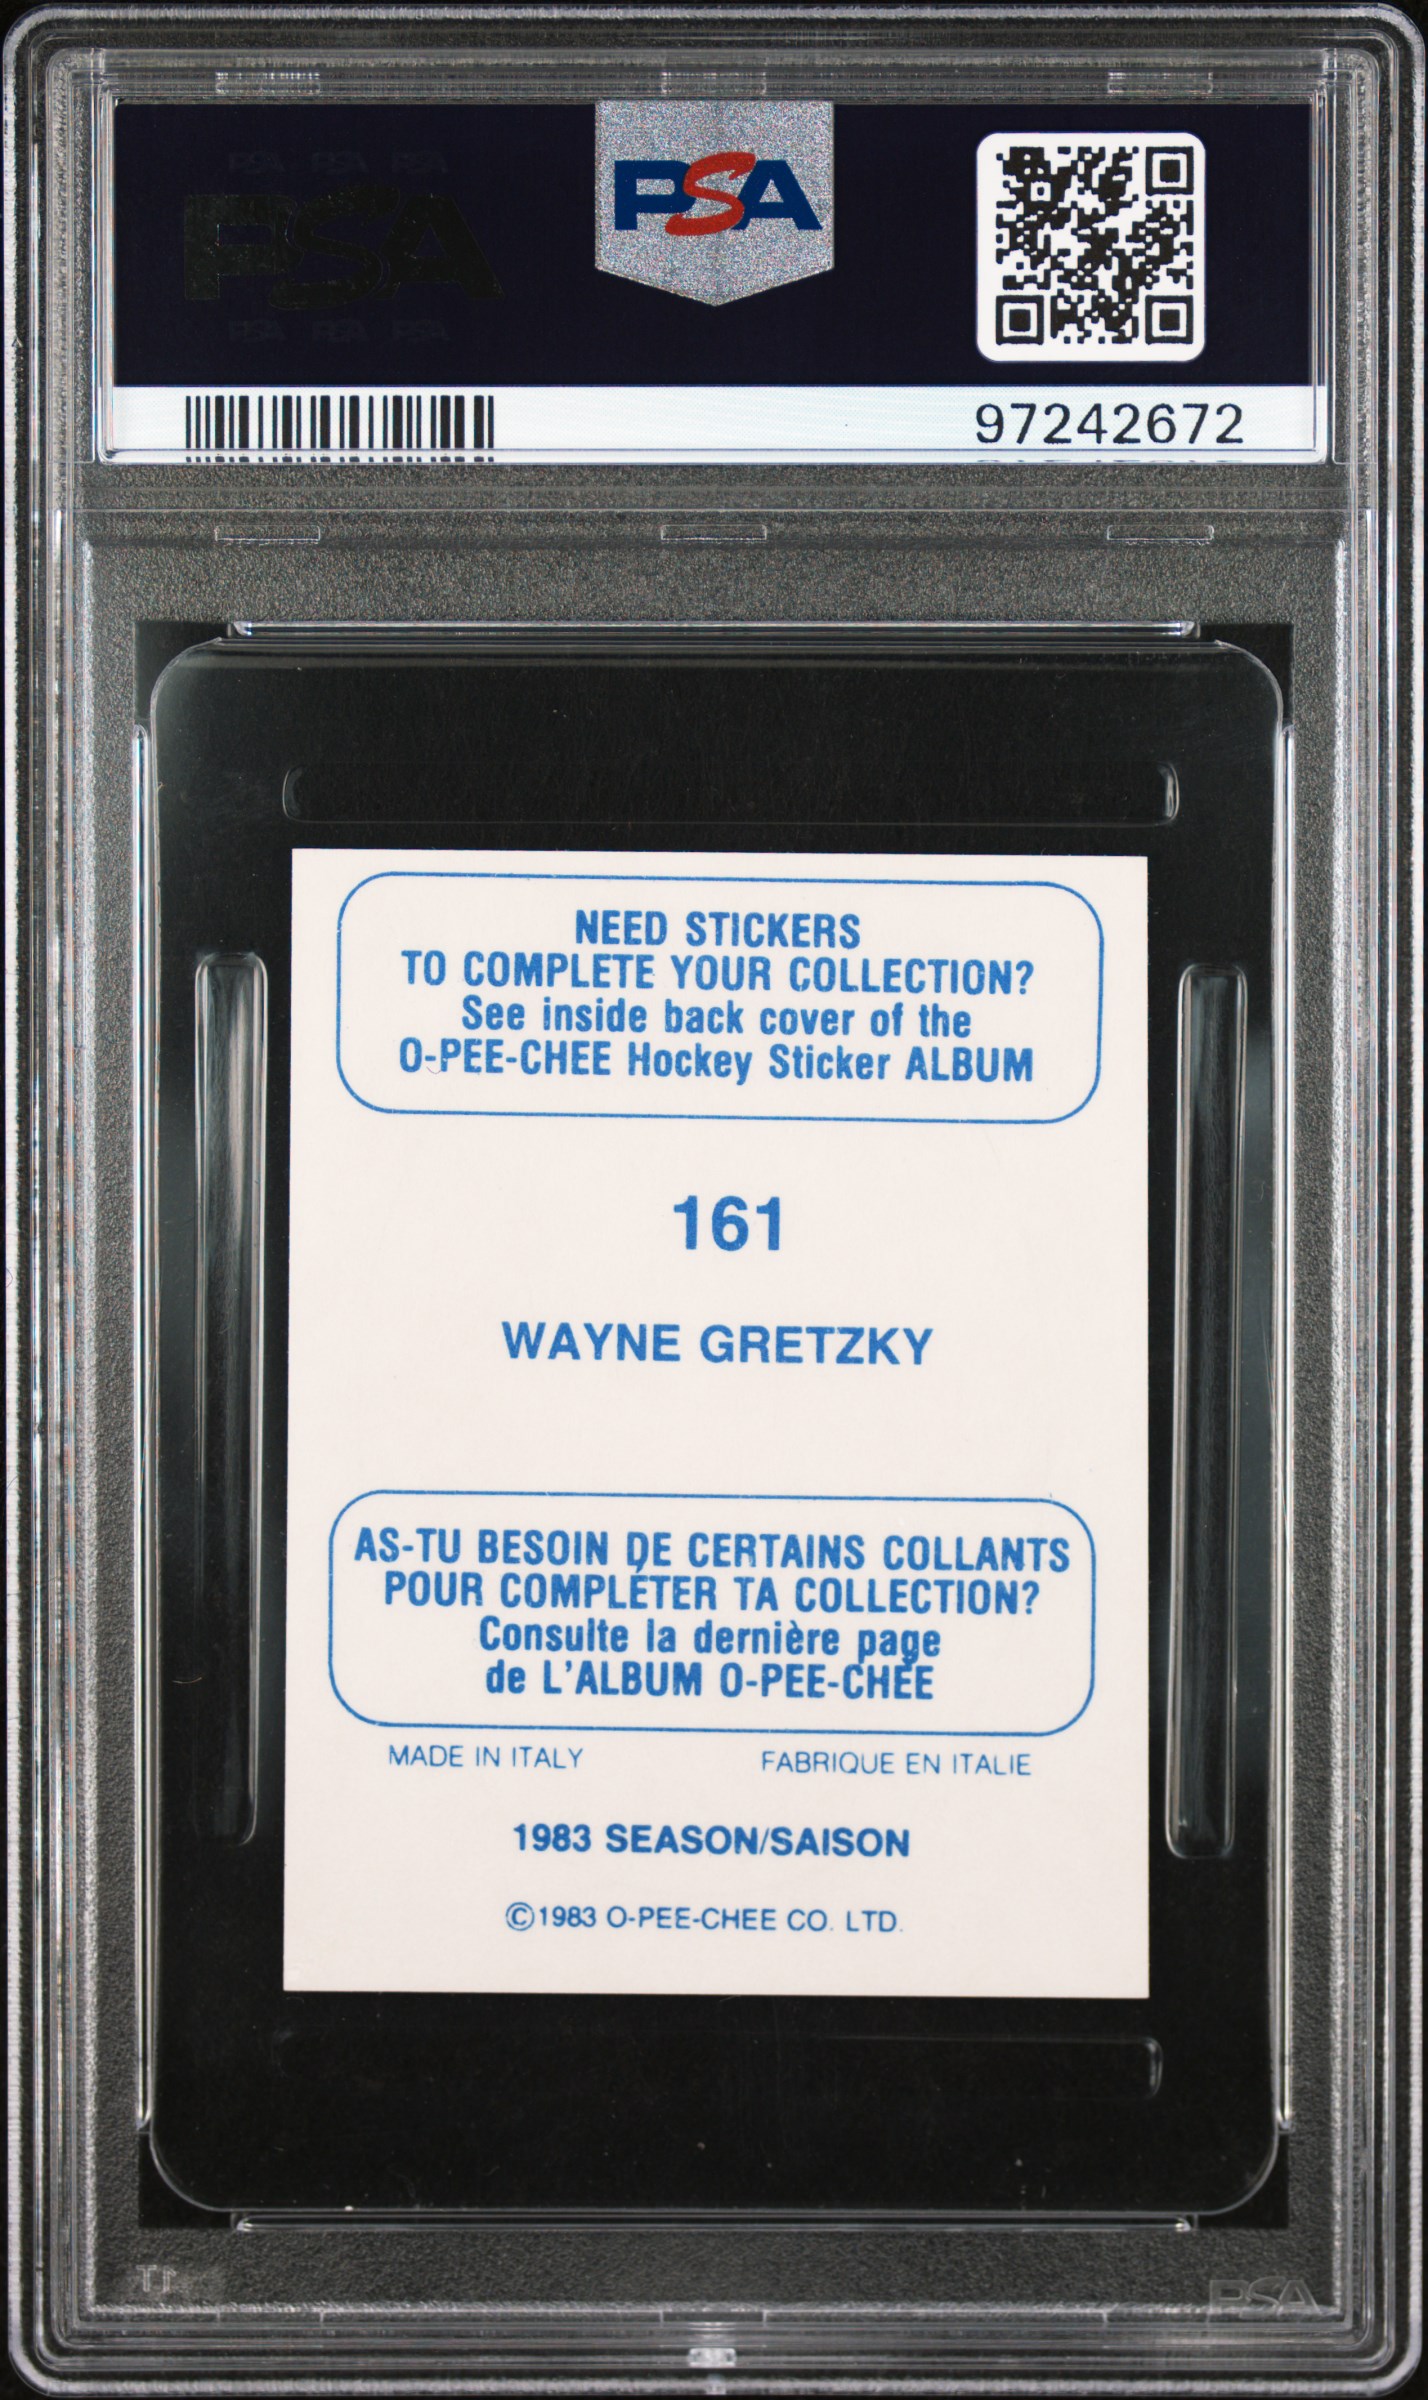 PSA
PSA
97242672
NEED STICKERS
TO COMPLETE YOUR COLLECTION?
See inside back cover of the
O-PEE-CHEE Hockey Sticker ALBUM
161
WAYNE GRETZKY
AS-TU BESOIN DE CERTAINS COLLANTS
POUR COMPLÉTER TA COLLECTION?
Consulte la dernière page
de L'ALBUM O-PEE-CHEE
MADE IN ITALY FABRIQUE EN ITALIE
1983 SEASON/SAISON
©1983 O-PEE-CHEE CO. LTD.
PSA